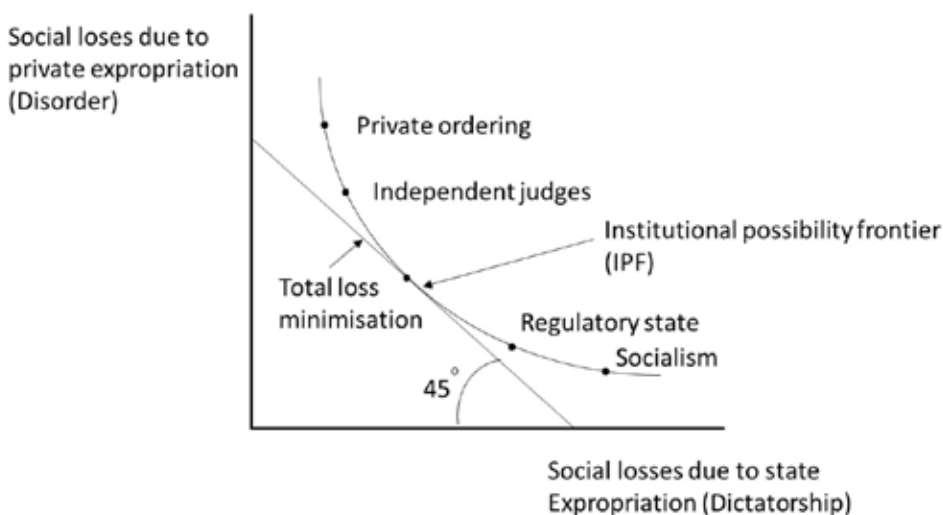 Social loses due to
private expropriation
(Disorder)
Private ordering
Independent judges
Institutional possibility frontier
(IPF)
Total loss
minimisation
Regulatory state
Socialism
45°
Social losses due to state
Expropriation (Dictatorship)